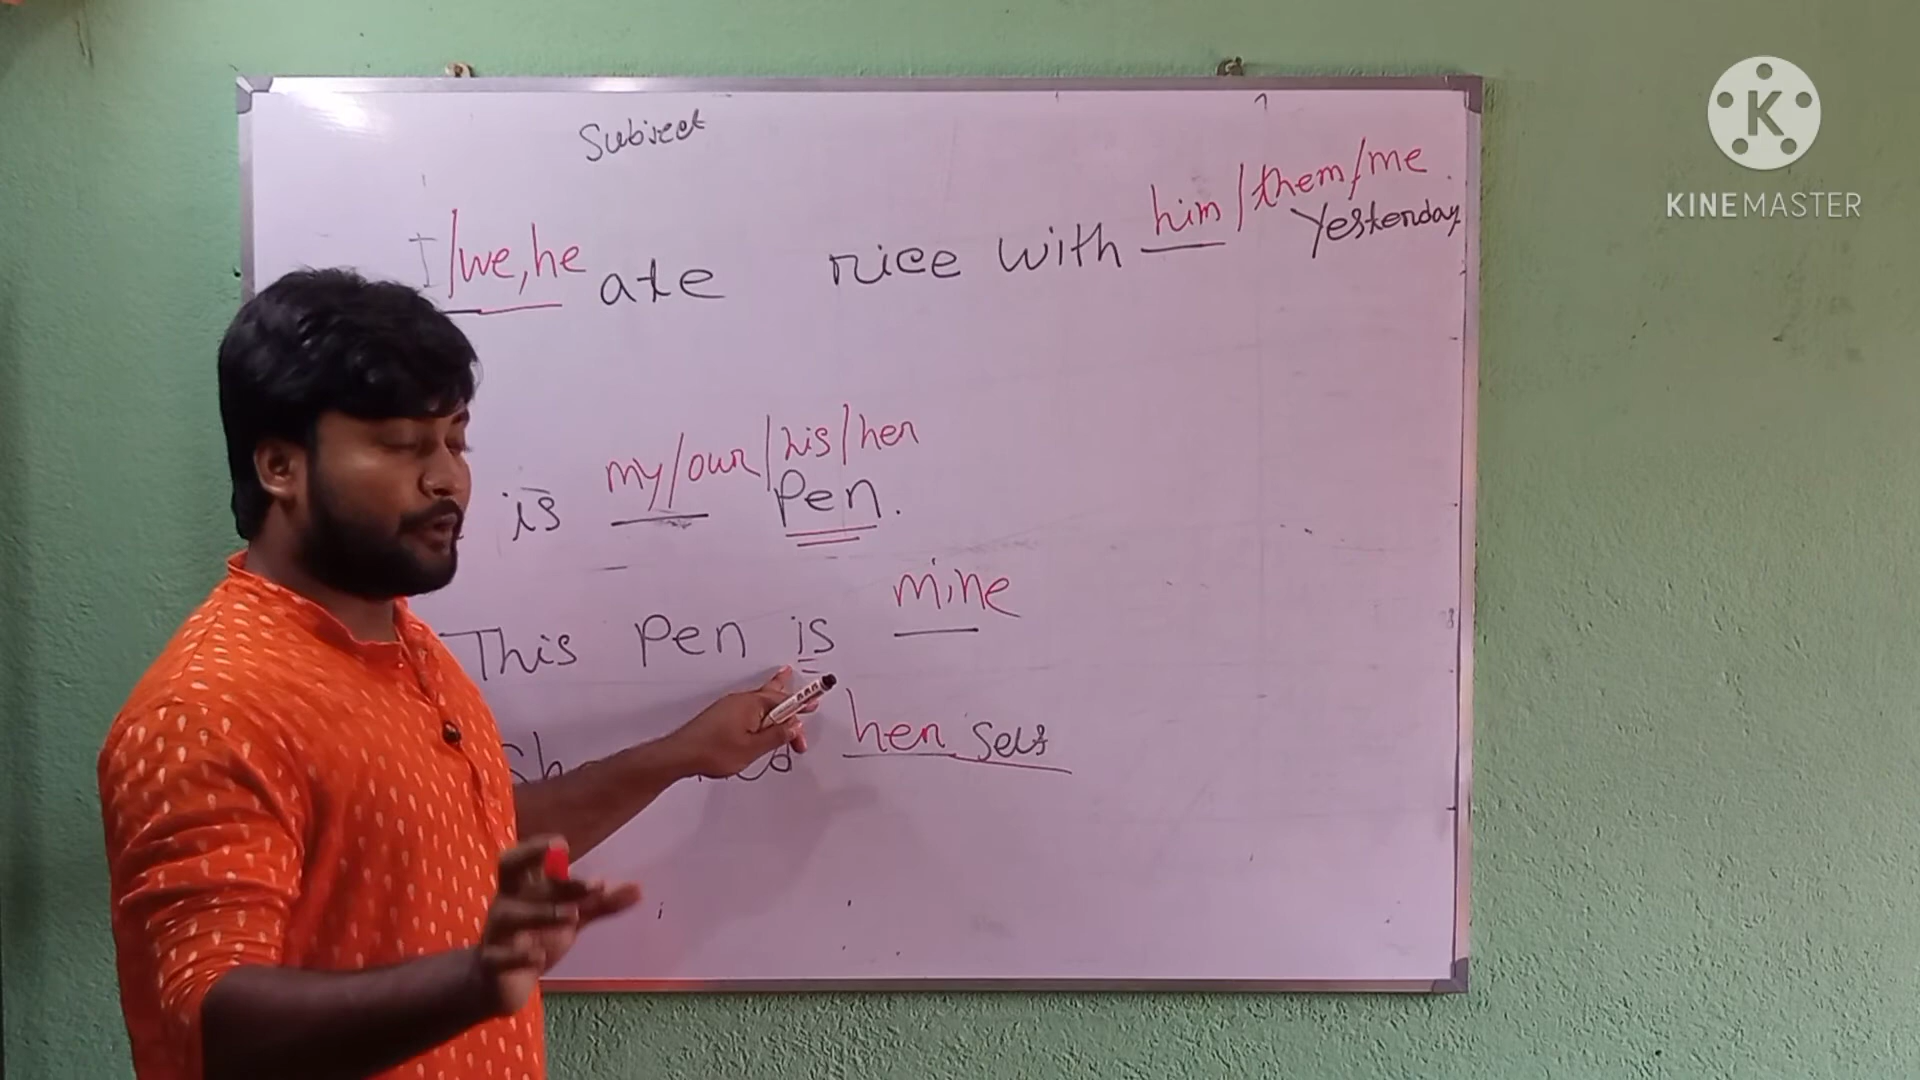 Subject
I/we,he ate rice with him/them/me.
Yesterday
my/our/his/her
is Pen.
mine
This Pen is
her self
K
KINEMASTER